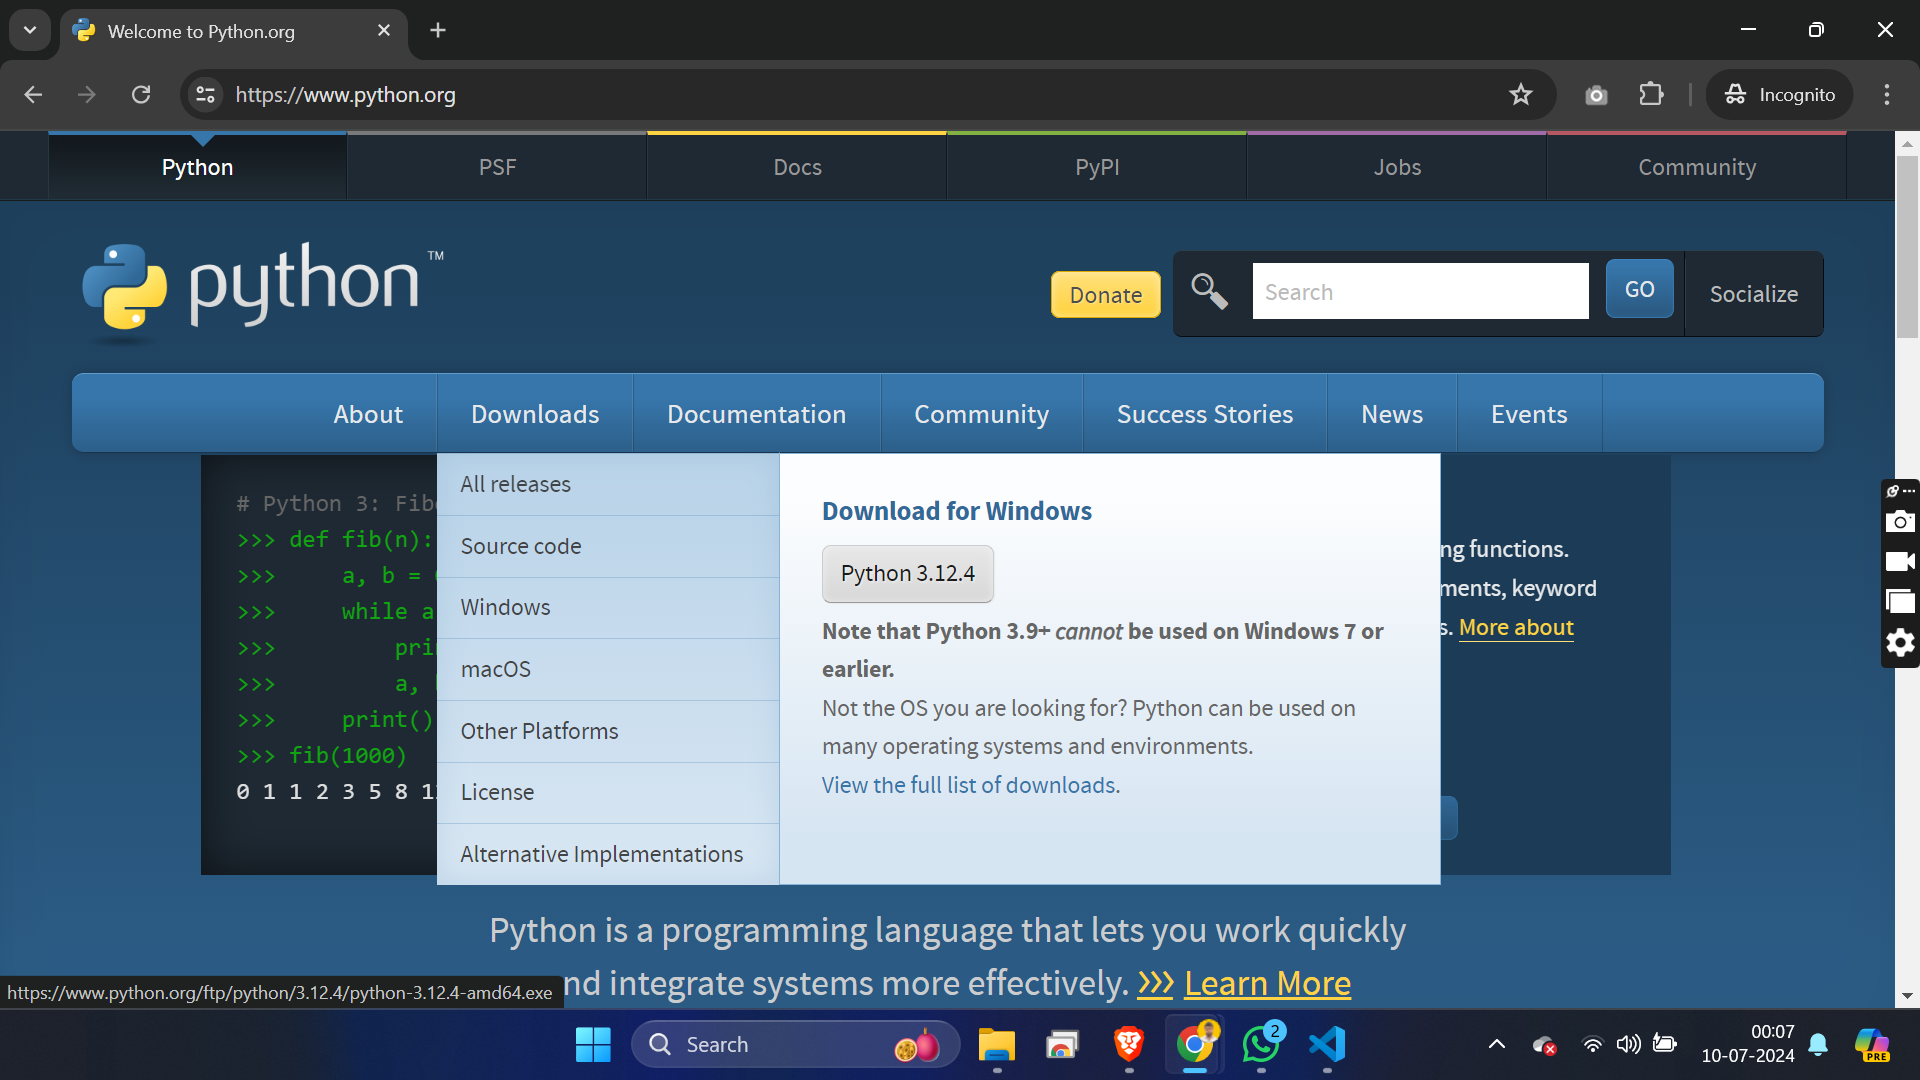 Welcome to Python.org
https://www.python.org
Incognito
Python
PSF
Docs
PyPI
Jobs
Community
python™
Donate
Search
GO
Socialize
About
Downloads
Documentation
Community
Success Stories
News
Events
# Python 3: Fib
>>> def fib(n):
>>> a, b =
>>> while a
>>> pri
>>> a,
>>> print()
>>> fib(1000)
0 1 1 2 3 5 8 1
All releases
Source code
Windows
macOS
Other Platforms
License
Alternative Implementations
Download for Windows
Python 3.12.4
Note that Python 3.9+ cannot be used on Windows 7 or
earlier.
Not the OS you are looking for? Python can be used on
many operating systems and environments.
View the full list of downloads.
ng functions.
ments, keyword
s. More about
Python is a programming language that lets you work quickly
nd integrate systems more effectively. >>> Learn More
https://www.python.org/ftp/python/3.12.4/python-3.12.4-amd64.exe
Search
2
00:07
10-07-2024
PRE